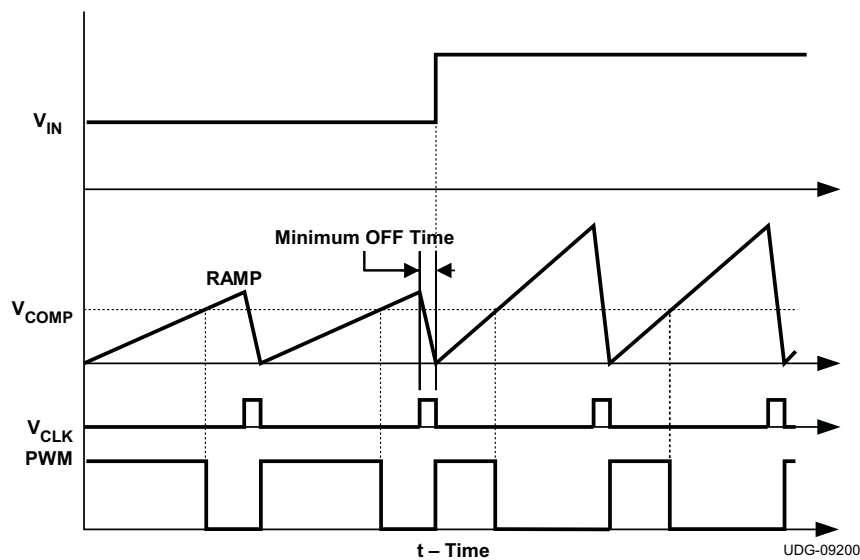 V_IN
Minimum OFF Time
RAMP
V_COMP
V_CLK
PWM
t – Time
UDG-09200